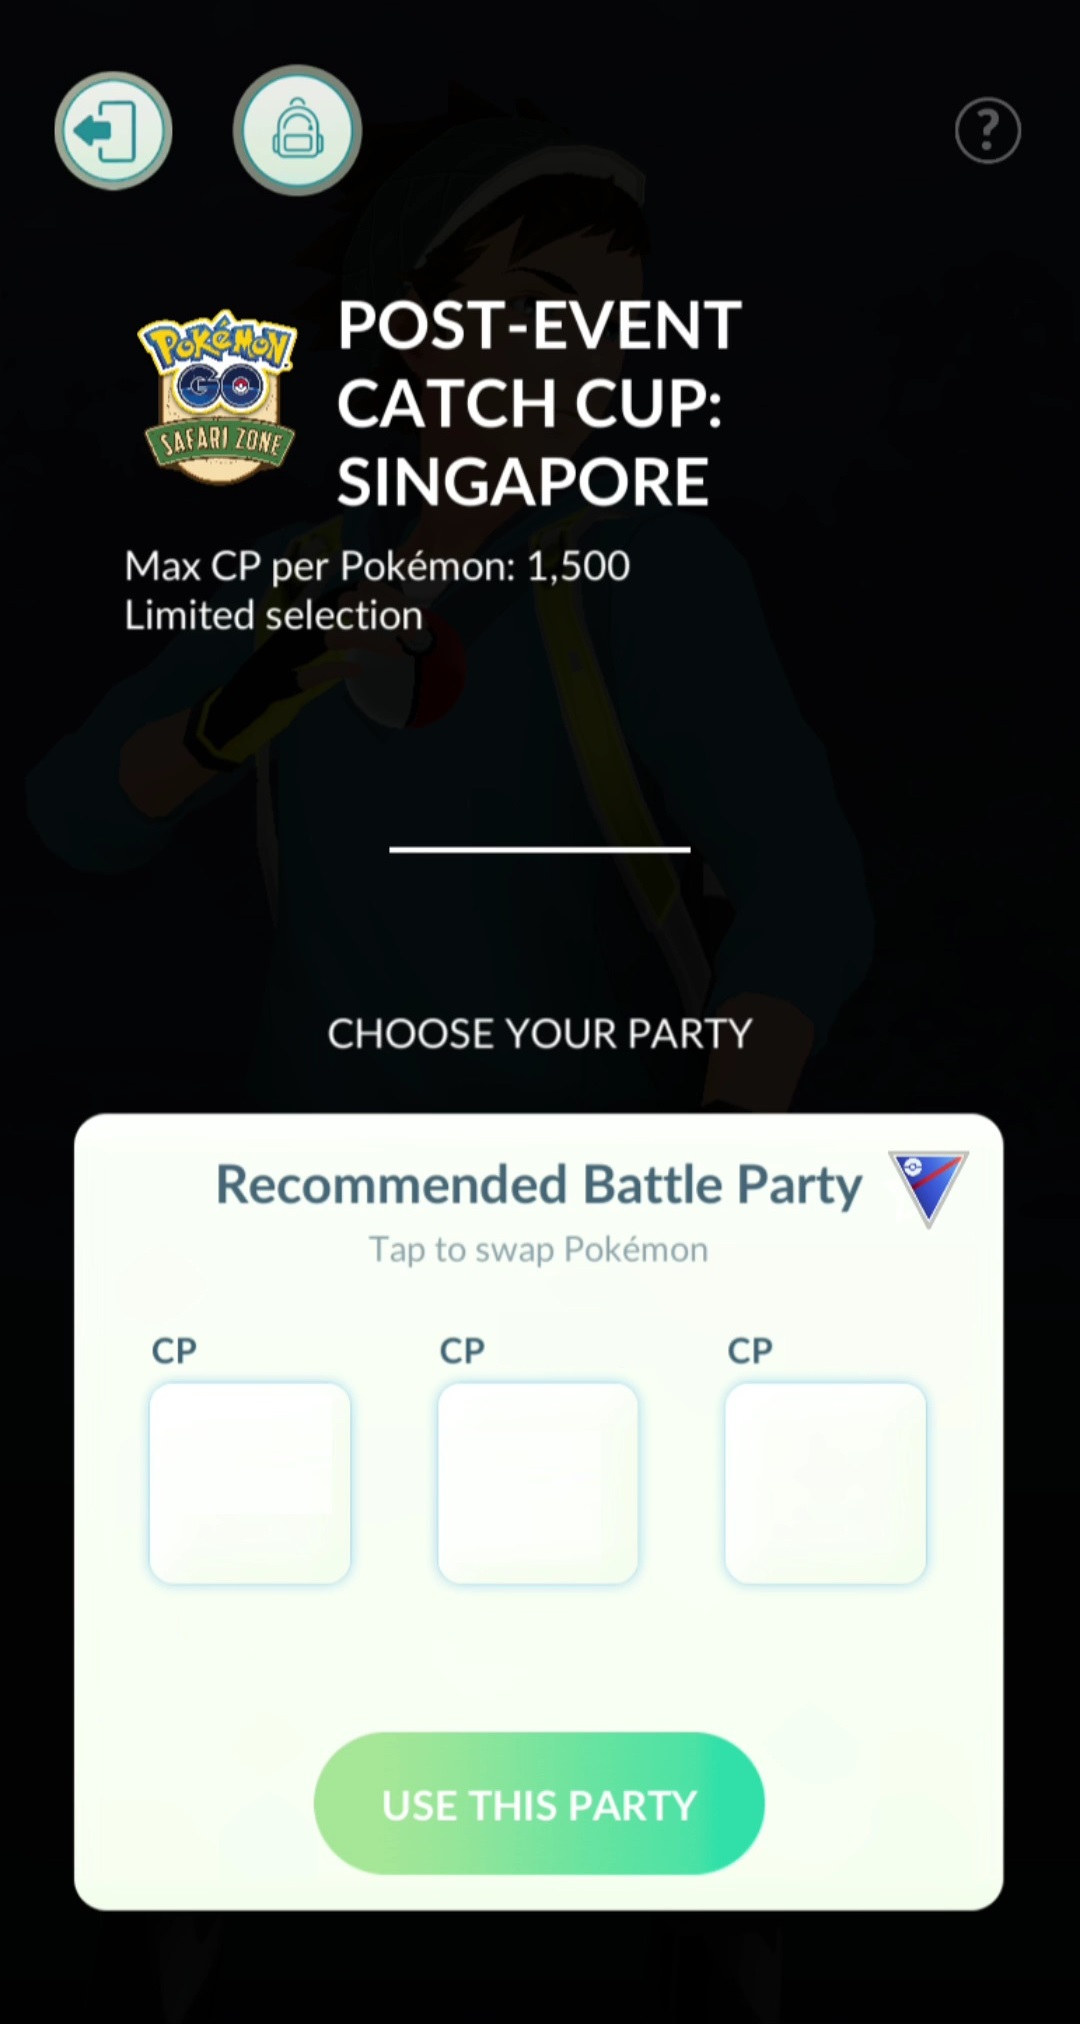 ?
POKéMON
GO
SAFARI ZONE
POST-EVENT
CATCH CUP:
SINGAPORE
Max CP per Pokémon: 1,500
Limited selection
CHOOSE YOUR PARTY
Recommended Battle Party
Tap to swap Pokémon
CP CP CP
USE THIS PARTY